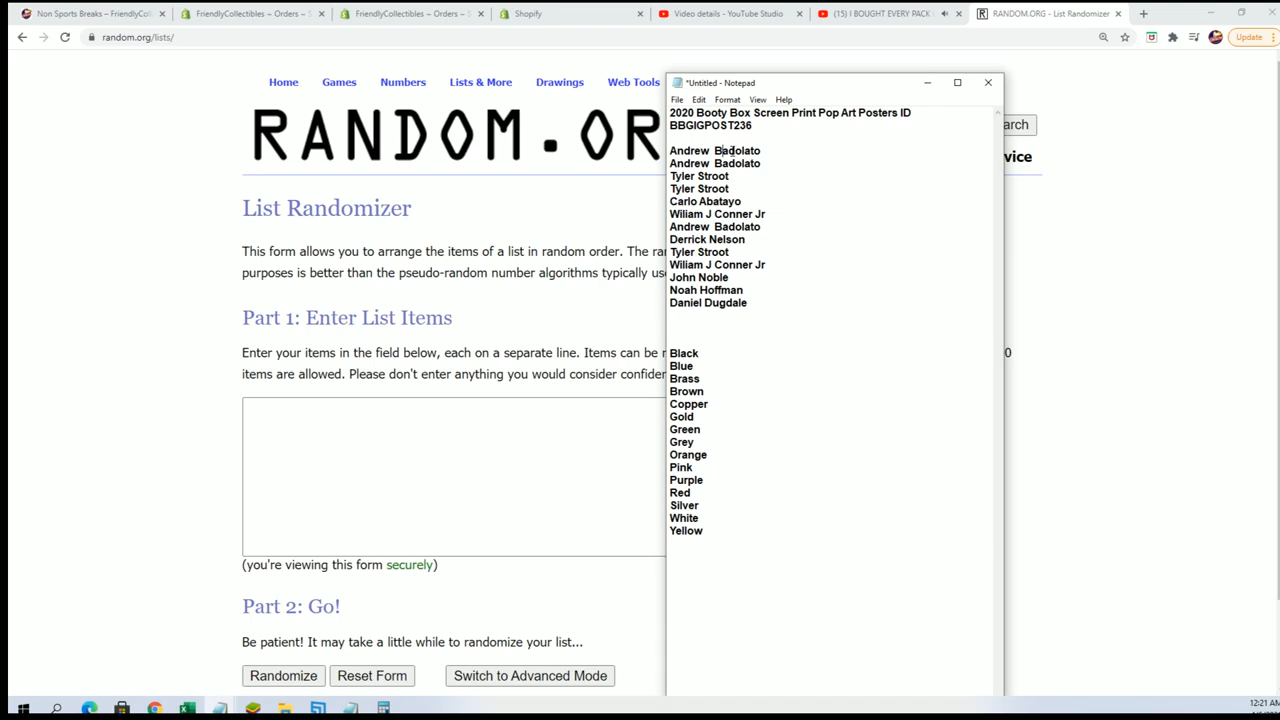 Non Sports Breaks – FriendlyColl
FriendlyCollectibles ~ Orders ~ S
FriendlyCollectibles ~ Orders ~ S
Shopify
Video details - YouTube Studio
(15) I BOUGHT EVERY PACK
RANDOM.ORG - List Randomizer
random.org/lists/
Update
Home Games Numbers Lists & More Drawings Web Tools
RANDOM.OR
arch
vice
List Randomizer
This form allows you to arrange the items of a list in random order. The ra
purposes is better than the pseudo-random number algorithms typically us
Part 1: Enter List Items
Enter your items in the field below, each on a separate line. Items can be
items are allowed. Please don't enter anything you would consider confider
(you're viewing this form securely)
Part 2: Go!
Be patient! It may take a little while to randomize your list...
Randomize Reset Form Switch to Advanced Mode
*Untitled - Notepad
File Edit Format View Help
2020 Booty Box Screen Print Pop Art Posters ID
BBGIGPOST236
Andrew Badolato
Andrew Badolato
Tyler Stroot
Tyler Stroot
Carlo Abatayo
Wiliam J Conner Jr
Andrew Badolato
Derrick Nelson
Tyler Stroot
Wiliam J Conner Jr
John Noble
Noah Hoffman
Daniel Dugdale
Black
Blue
Brass
Brown
Copper
Gold
Green
Grey
Orange
Pink
Purple
Red
Silver
White
Yellow
0
12:21 AM